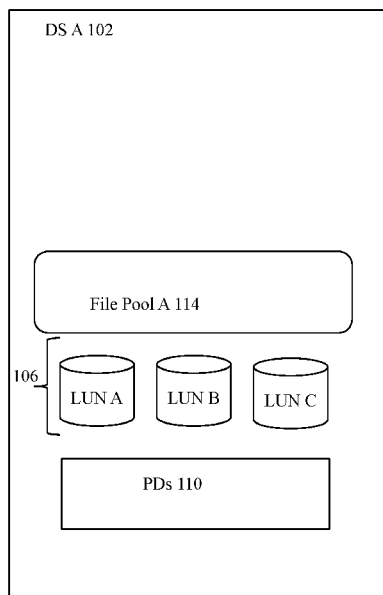 DS A 102
File Pool A 114
106
LUN A LUN B LUN C
PDs 110